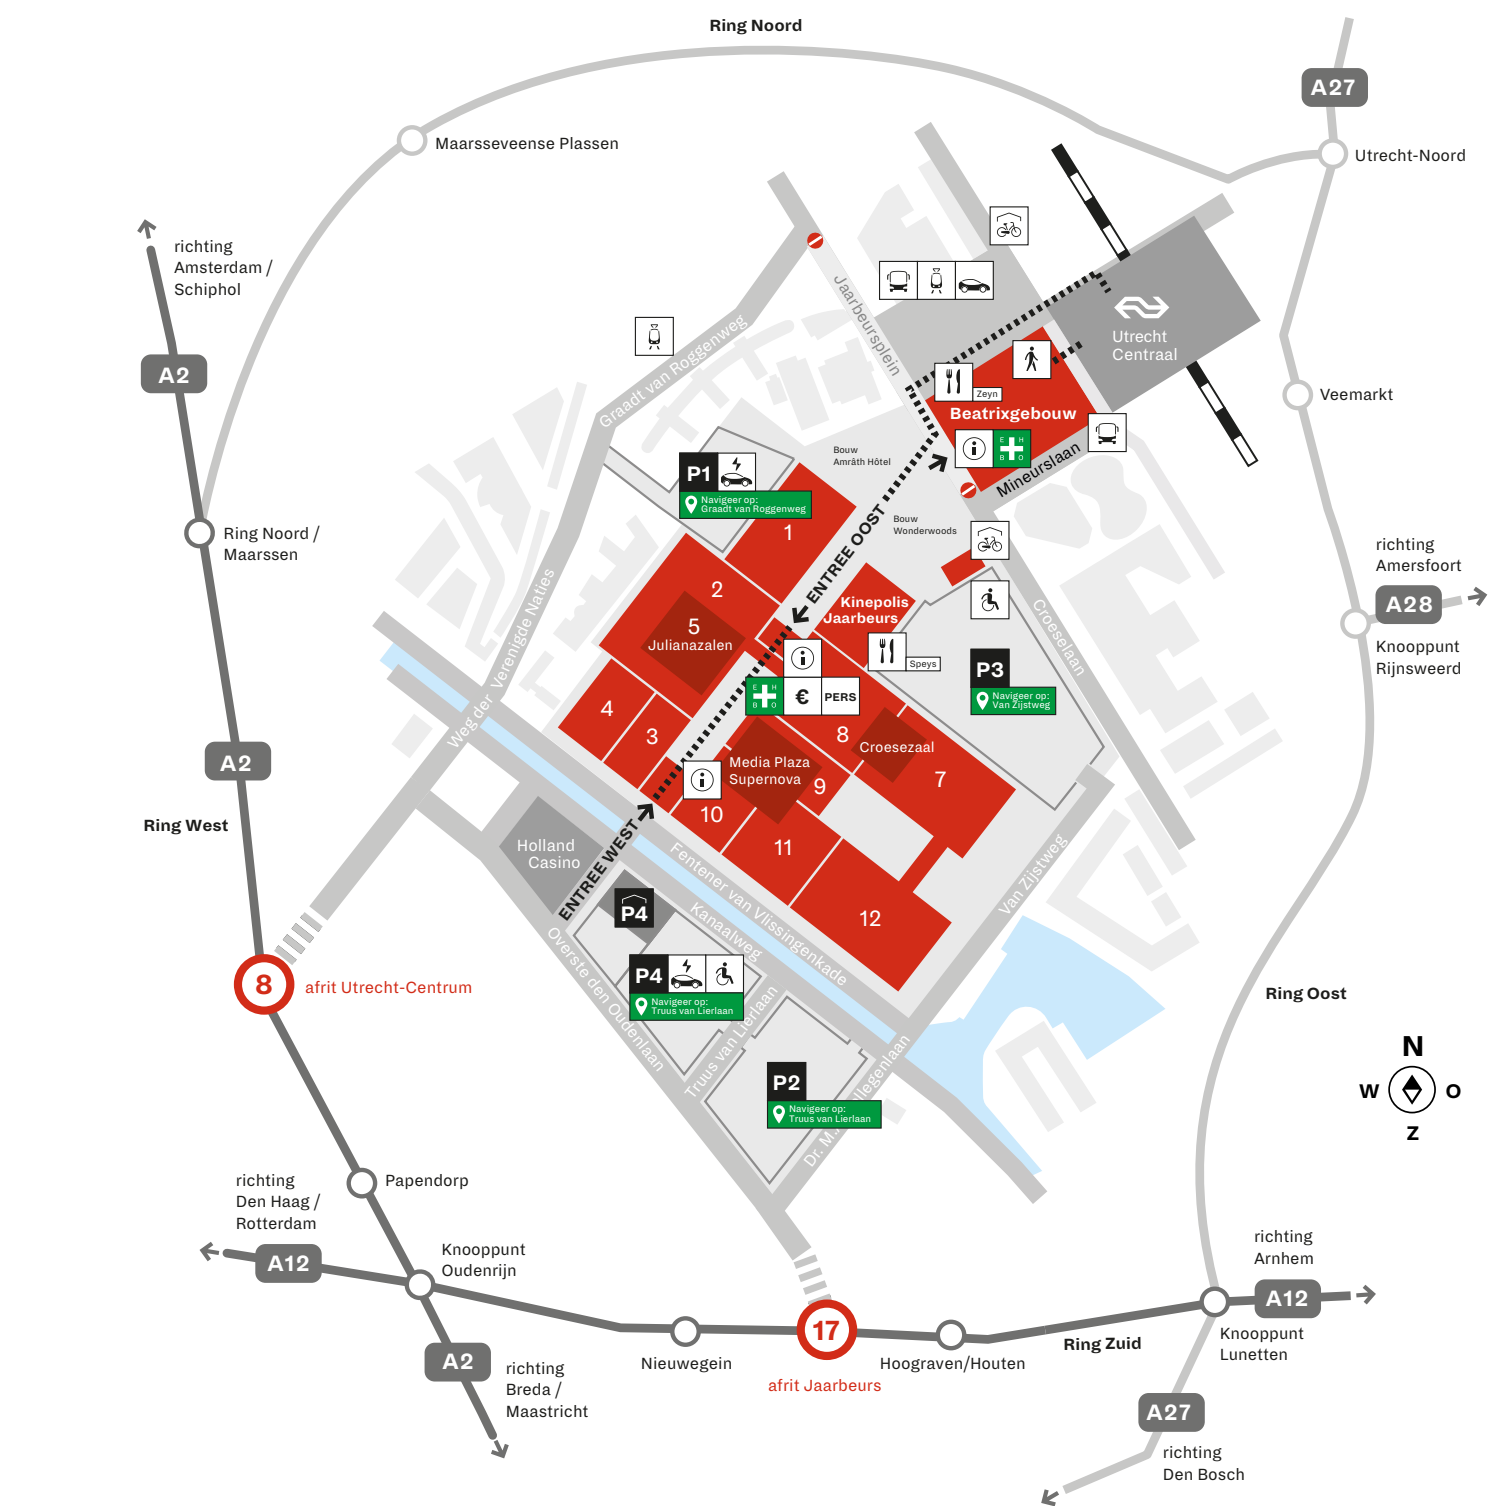 Ring Noord
A27
Maarsseveense Plassen
Utrecht-Noord
richting
Amsterdam /
Schiphol
Jaarbeursplein
Utrecht
Centraal
Graadt van Roggenweg
A2
Zeyn
Beatrixgebouw
Veemarkt
E H
B O
Mineurslaan
Bouw
Amrâth Hôtel
P1
Navigeer op:
Graadt van Roggenweg
1
Bouw
Wonderwoods
ENTREE OOST
Ring Noord /
Maarssen
richting
Amersfoort
A28
Knooppunt
Rijnsweerd
2
5
Julianazalen
Kinepolis
Jaarbeurs
Speys
Croeselaan
P3
Navigeer op:
Van Zijstweg
Weg der Verenigde Naties
4
3
E H
B O
€
PERS
8
Croesezaal
7
Media Plaza
Supernova
9
10
11
12
A2
Ring West
Holland
Casino
ENTREE WEST
Fentener van Vlissingenkade
Kanaalweg
Van Zijstweg
P4
P4
Navigeer op:
Truus van Lierlaan
Overste den Oudenlaan
Truus van Lierlaan
8
afrit Utrecht-Centrum
Ring Oost
P2
Navigeer op:
Truus van Lierlaan
Dr. M.
llegenlaan
N
W
O
Z
Papendorp
richting
Den Haag /
Rotterdam
A12
Knooppunt
Oudenrijn
A2
richting
Breda /
Maastricht
Nieuwegein
17
afrit Jaarbeurs
Hoograven/Houten
Ring Zuid
richting
Arnhem
A12
Knooppunt
Lunetten
A27
richting
Den Bosch